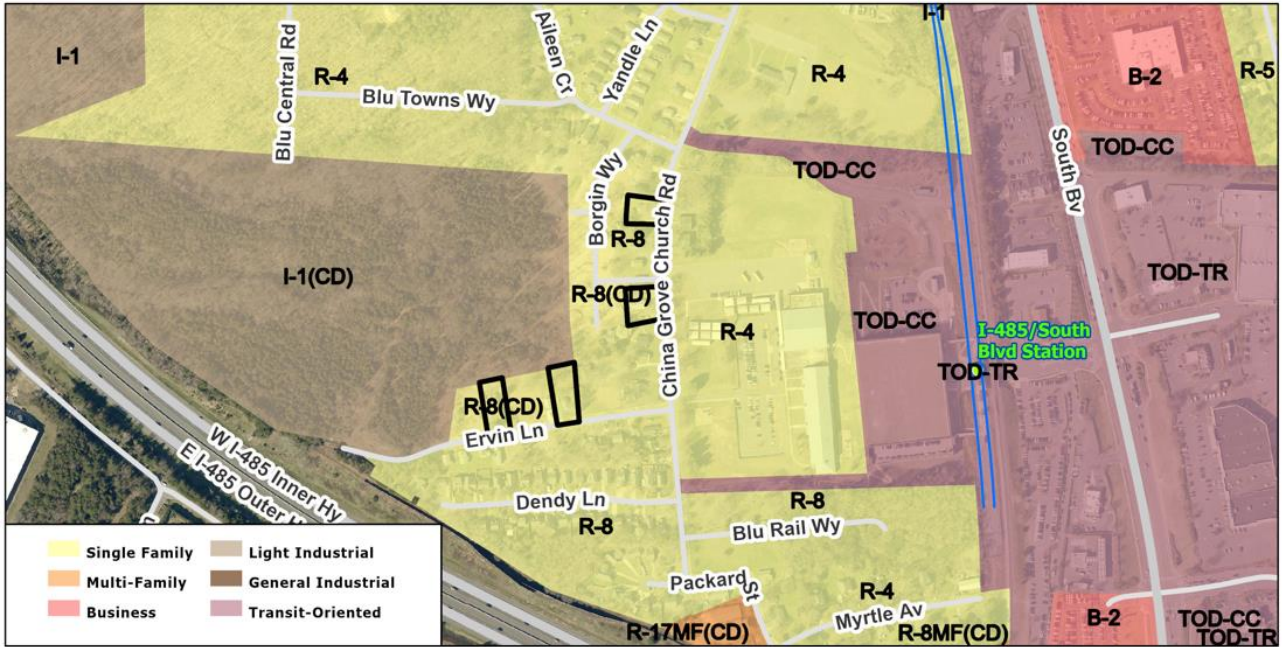 I-1
I-1
Blu Central Rd
R-4
Blu Towns Wy
Aileen Cr
Yandle Ln
R-4
B-2
R-5
South Bv
TOD-CC
TOD-CC
Borgin Wy
R-8
China Grove Church Rd
I-1(CD)
R-8(CD)
R-4
TOD-CC
TOD-TR
I-485/South
Blvd Station
TOD-TR
R-8(CD)
Ervin Ln
W I-485 Inner Hy
E I-485 Outer
Dendy Ln
R-8
R-8
Blu Rail Wy
Packard St
R-4
Myrtle Av
R-17MF(CD)
R-8MF(CD)
B-2
TOD-CC
TOD-TR
Single Family
Light Industrial
Multi-Family
General Industrial
Business
Transit-Oriented